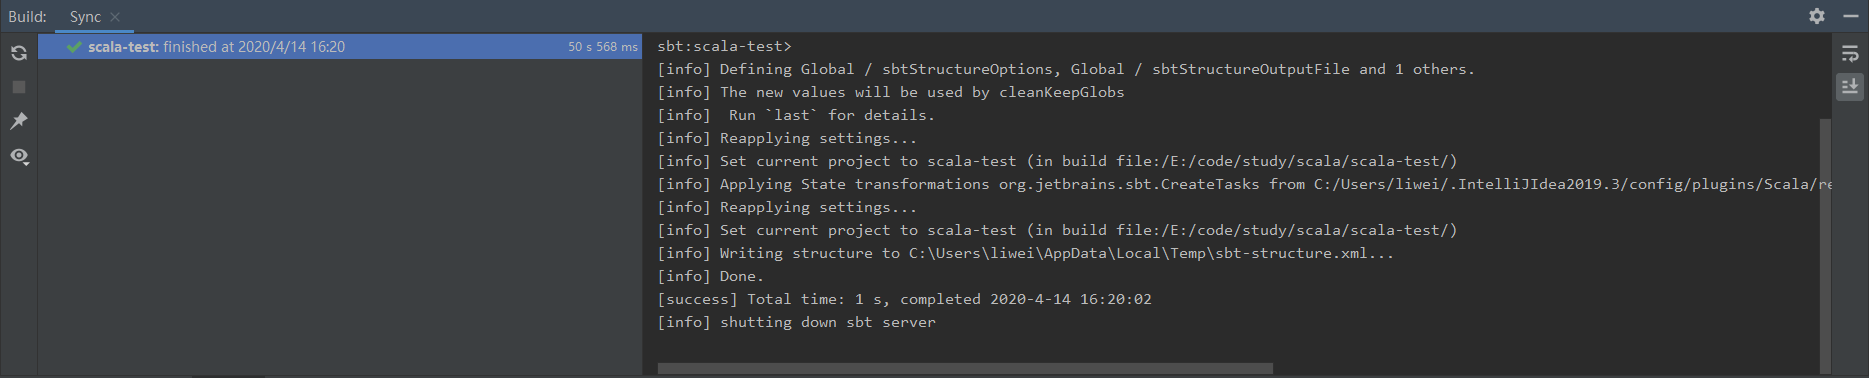 Build: Sync
scala-test: finished at 2020/4/14 16:20 50 s 568 ms
sbt:scala-test>
[info] Defining Global / sbtStructureOptions, Global / sbtStructureOutputFile and 1 others.
[info] The new values will be used by cleanKeepGlobs
[info]  Run `last` for details.
[info] Reapplying settings...
[info] Set current project to scala-test (in build file:/E:/code/study/scala/scala-test/)
[info] Applying State transformations org.jetbrains.sbt.CreateTasks from C:/Users/liwei/.IntelliJIdea2019.3/config/plugins/Scala/re
[info] Reapplying settings...
[info] Set current project to scala-test (in build file:/E:/code/study/scala/scala-test/)
[info] Writing structure to C:\Users\liwei\AppData\Local\Temp\sbt-structure.xml...
[info] Done.
[success] Total time: 1 s, completed 2020-4-14 16:20:02
[info] shutting down sbt server